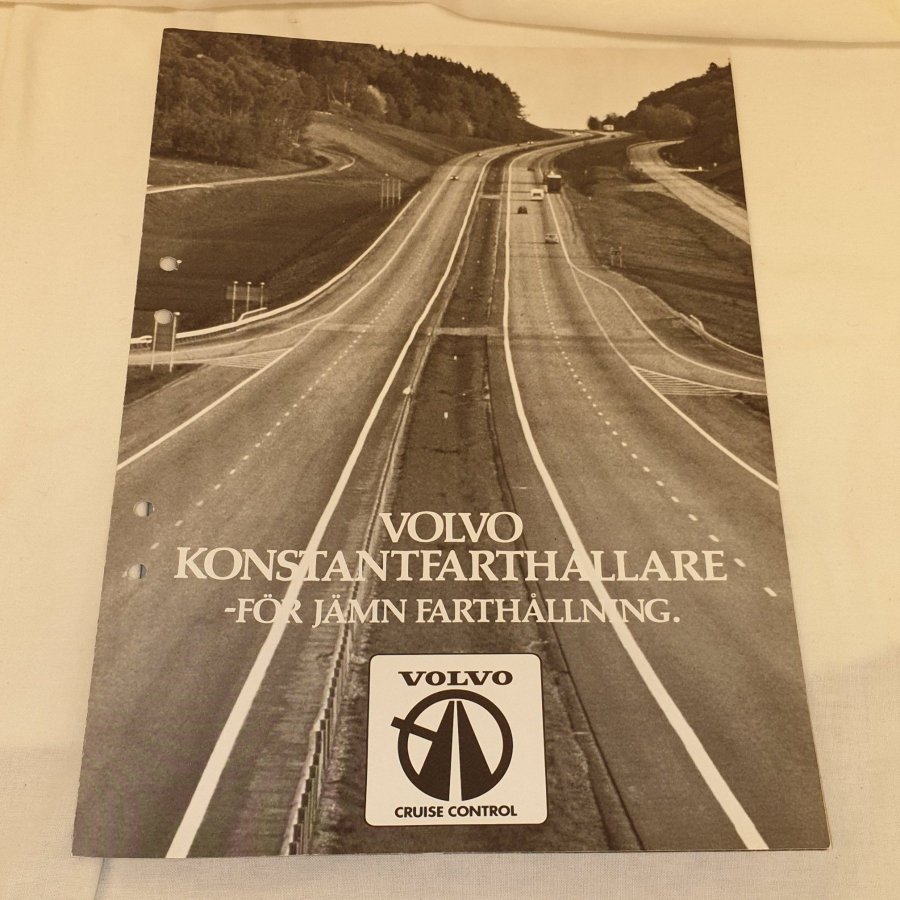 VOLVO
KONSTANTFARTHÅLLARE
-FÖR JÄMN FARTHÅLLNING.
VOLVO
CRUISE CONTROL